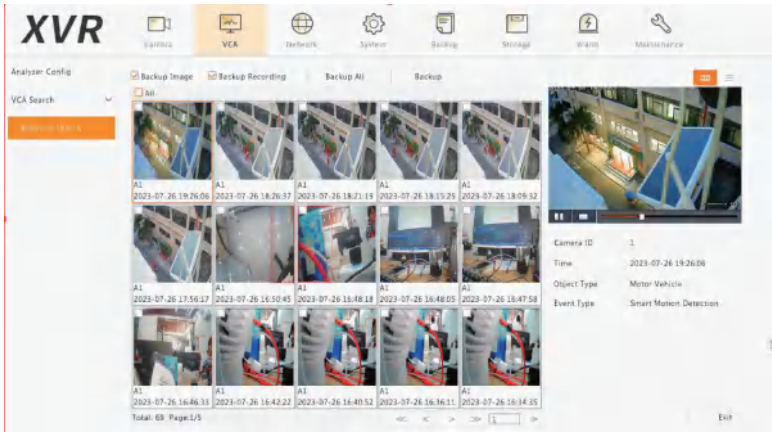 XVR
Camera VCA Network System Backup Storage Warn Maintenance
Analyzer Config
VCA Search
Backup Image Backup Recording Backup All Backup
All
A1 A1 A1 A1 A1
2023-07-26 19:26:06 2023-07-26 18:26:37 2023-07-26 18:21:19 2023-07-26 18:15:25 2023-07-26 18:09:32
A1 A1 A1 A1 A1
2023-07-26 17:56:17 2023-07-26 16:50:45 2023-07-26 16:48:18 2023-07-26 16:48:05 2023-07-26 16:47:58
A1 A1 A1 A1 A1
2023-07-26 16:46:33 2023-07-26 16:42:22 2023-07-26 16:40:52 2023-07-26 16:36:11 2023-07-26 16:34:35
Camera ID 1
Time 2023-07-26 19:26:06
Object Type Motor Vehicle
Event Type Smart Motion Detection
Total: 69 Page:1/5 1 Exit